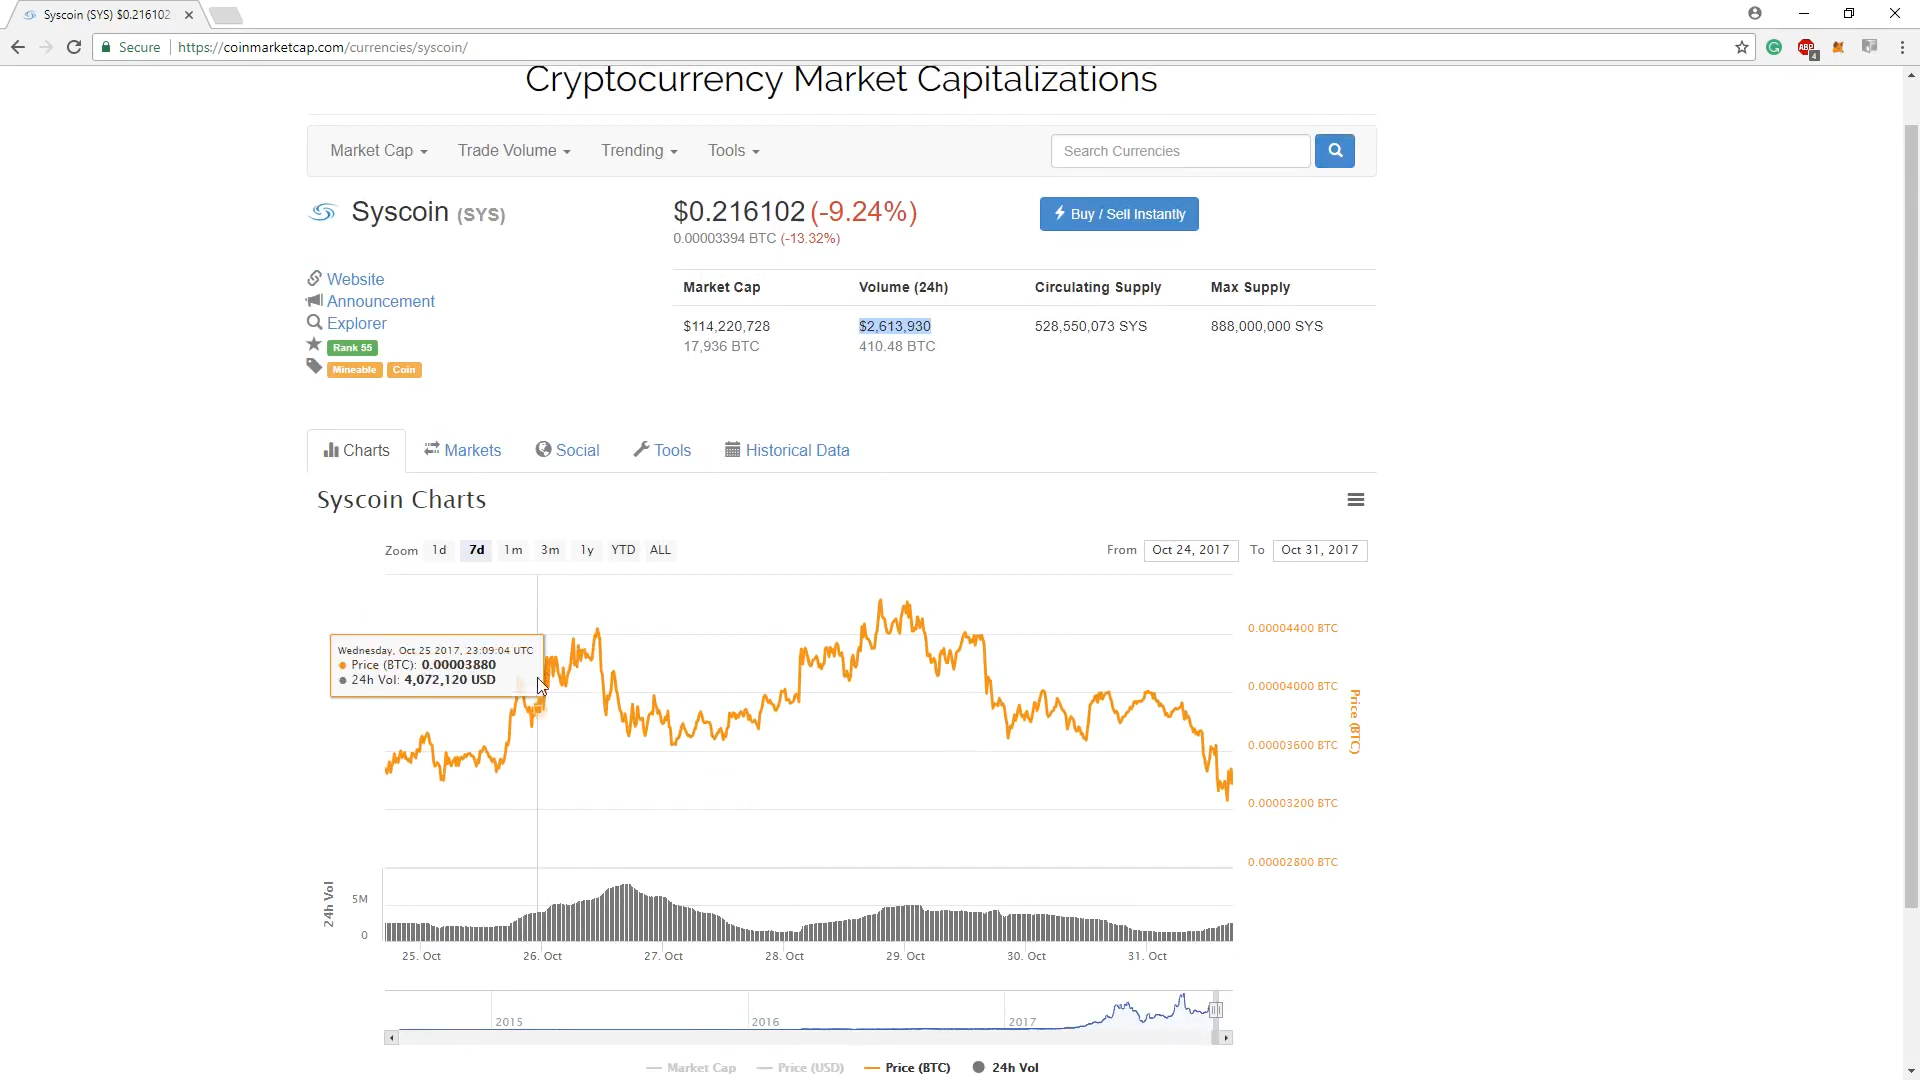 Syscoin (SYS) $0.216102
Secure https://coinmarketcap.com/currencies/syscoin/
ABP 4
Cryptocurrency Market Capitalizations
Market Cap Trade Volume Trending Tools Search Currencies
Syscoin (SYS) $0.216102 (-9.24%) Buy / Sell Instantly
0.00003394 BTC (-13.32%)
Website
Announcement
Explorer
Rank 55
Mineable Coin
Market Cap Volume (24h) Circulating Supply Max Supply
$114,220,728 $2,613,930 528,550,073 SYS 888,000,000 SYS
17,936 BTC 410.48 BTC
Charts Markets Social Tools Historical Data
Syscoin Charts
Zoom 1d 7d 1m 3m 1y YTD ALL From Oct 24, 2017 To Oct 31, 2017
Wednesday, Oct 25 2017, 23:09:04 UTC
Price (BTC): 0.00003880
24h Vol: 4,072,120 USD
0.00004400 BTC
0.00004000 BTC
0.00003600 BTC
0.00003200 BTC
0.00002800 BTC
Price (BTC)
24h Vol
5M
0
25. Oct 26. Oct 27. Oct 28. Oct 29. Oct 30. Oct 31. Oct
2015 2016 2017
Market Cap Price (USD) Price (BTC) 24h Vol